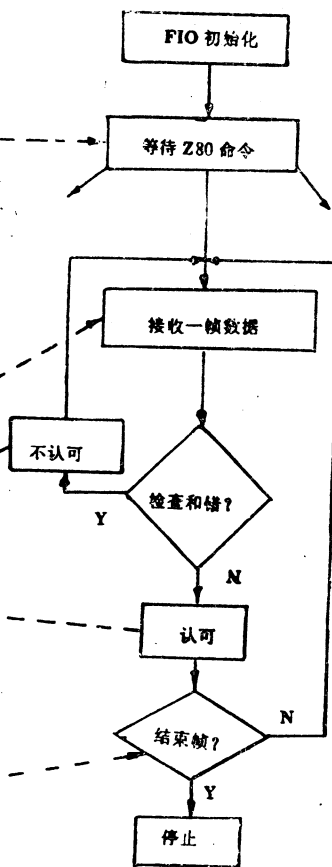 FIO 初始化
等待 Z80 命令
接收一帧数据
不认可
检查和错?
Y
N
认可
结束帧?
N
Y
停止